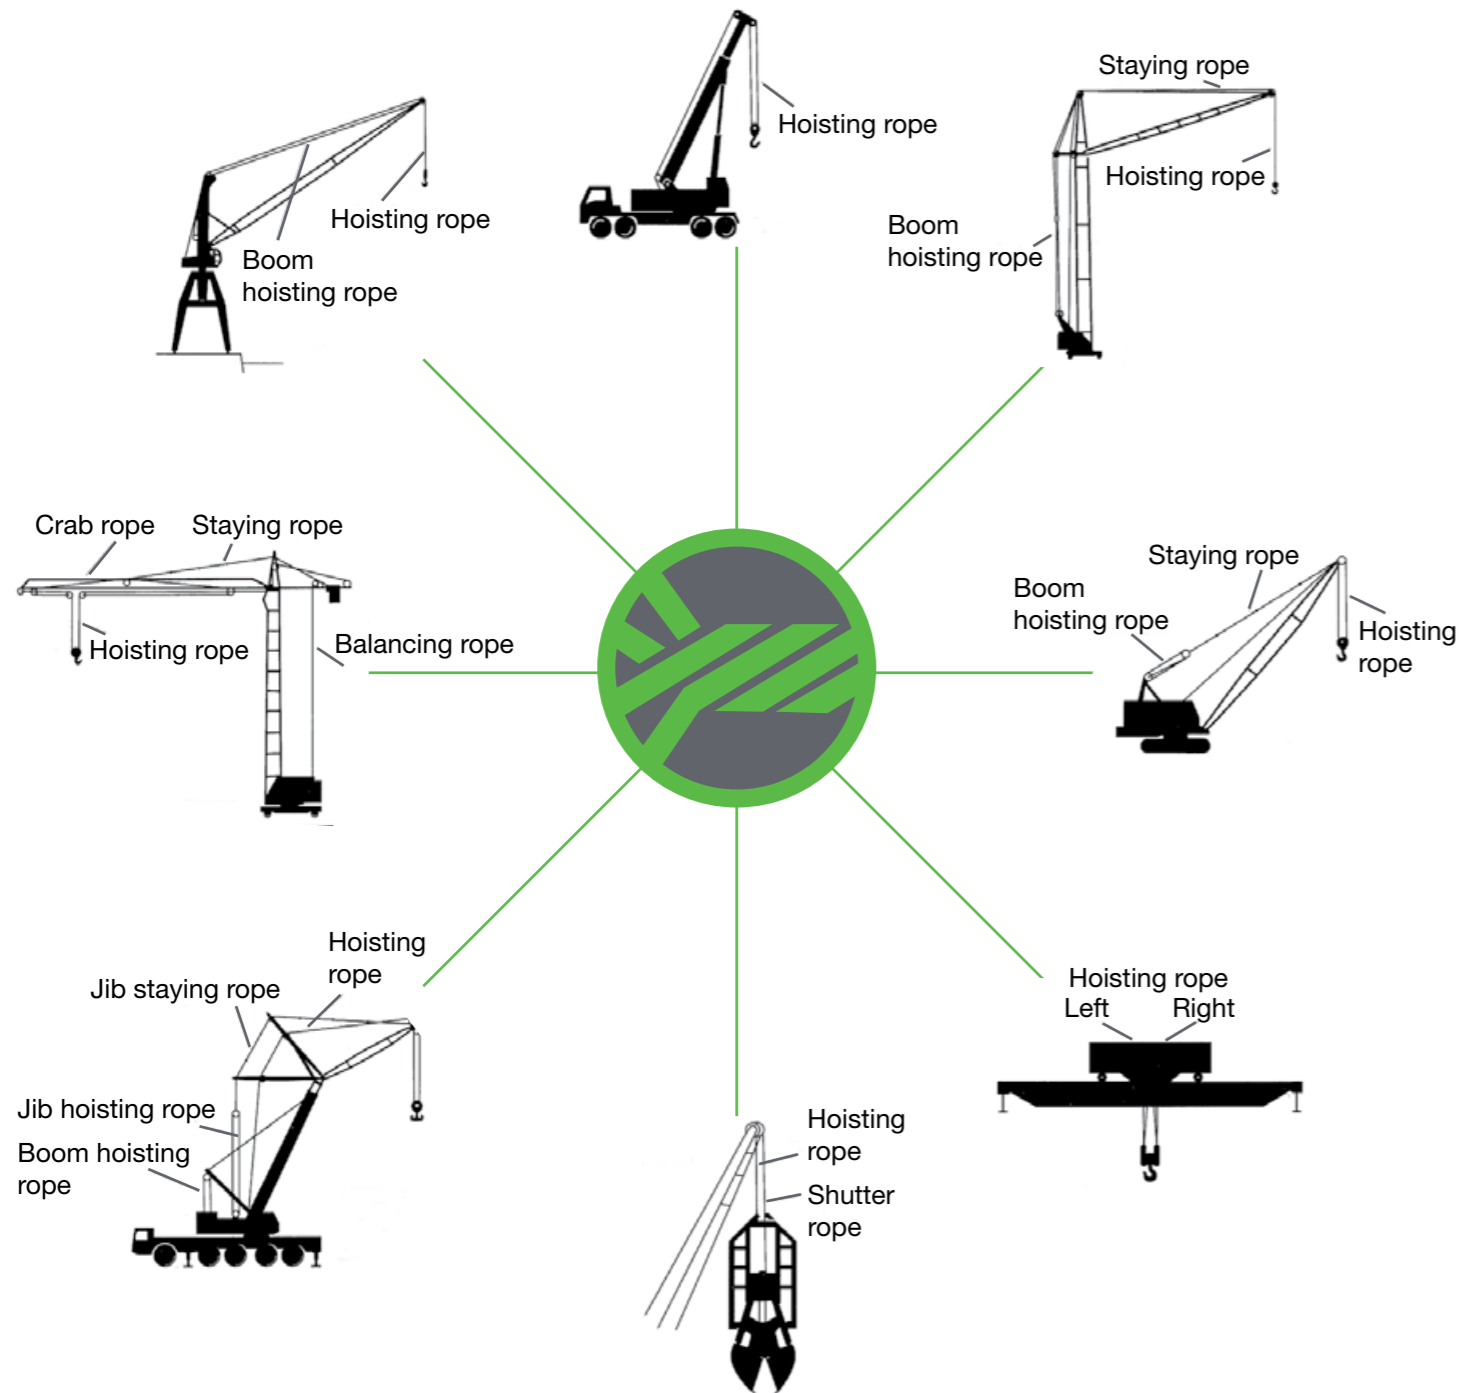 Staying rope
Hoisting rope
Hoisting rope
Hoisting rope
Boom
hoisting rope
Boom
hoisting rope
Crab rope
Staying rope
Hoisting rope
Balancing rope
Staying rope
Boom
hoisting rope
Hoisting
rope
Hoisting
rope
Jib staying rope
Jib hoisting rope
Boom hoisting
rope
Hoisting rope
Left
Right
Hoisting
rope
Shutter
rope